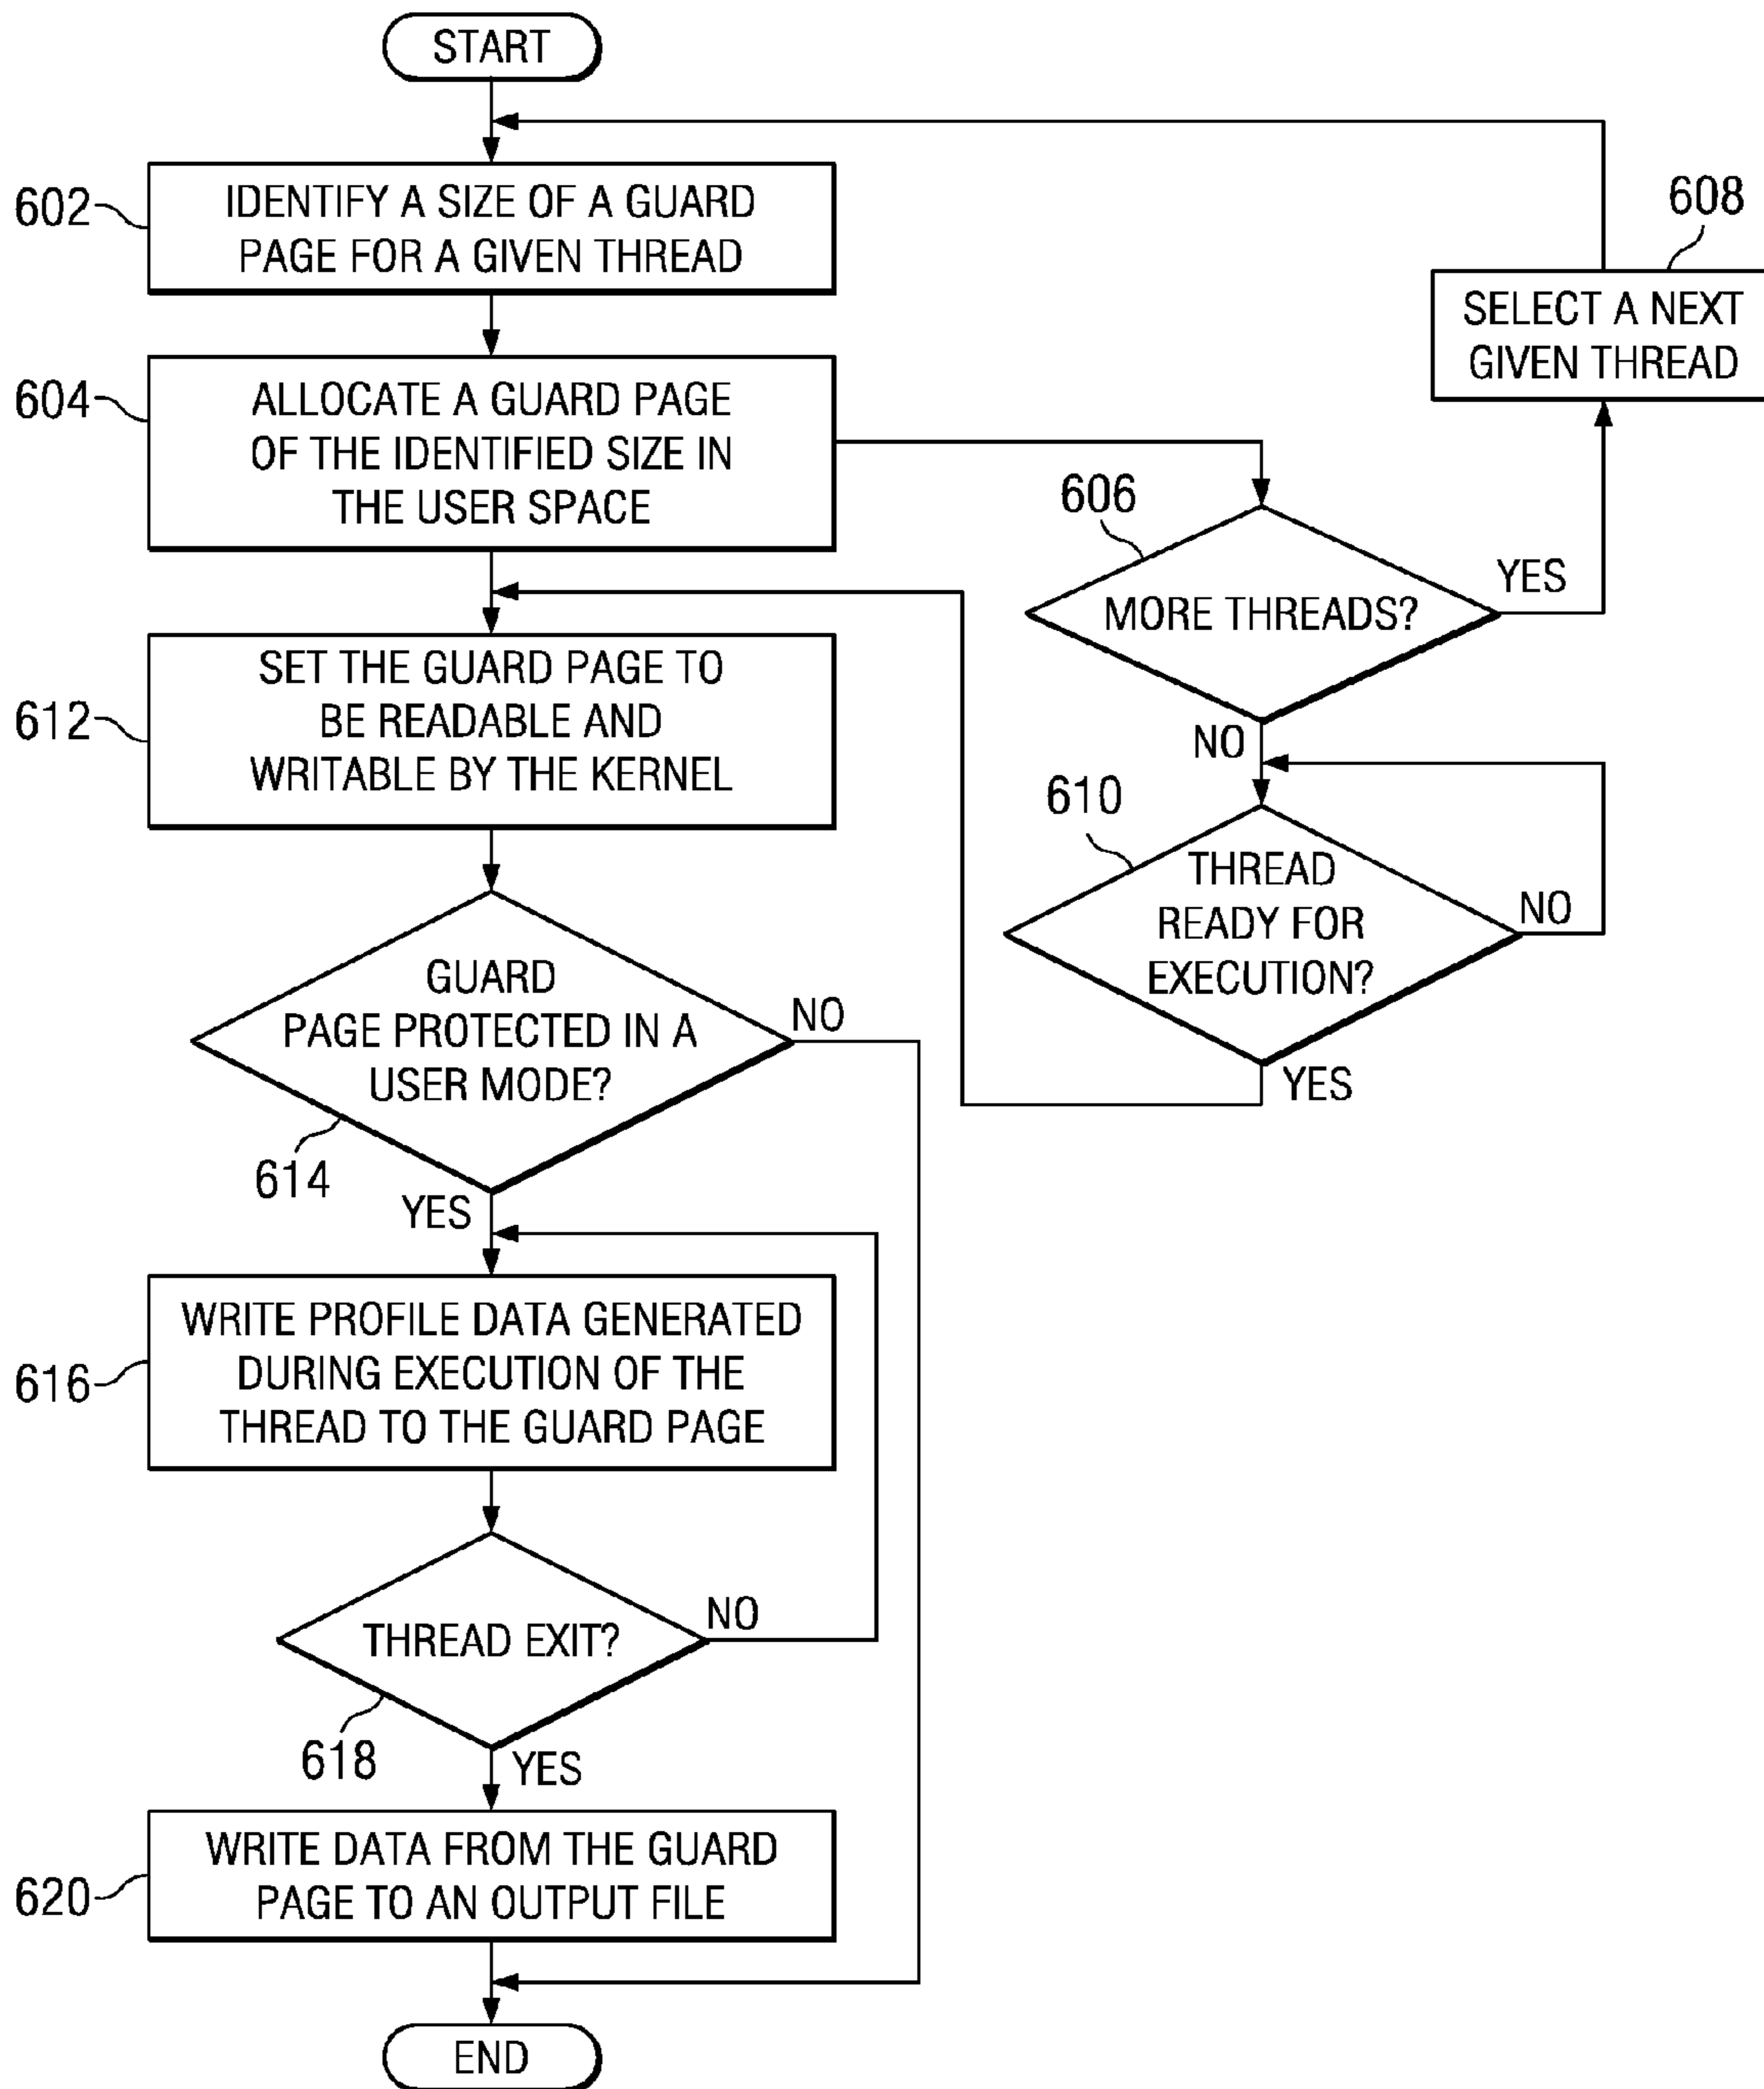 START
602
IDENTIFY A SIZE OF A GUARD
PAGE FOR A GIVEN THREAD
608
SELECT A NEXT
GIVEN THREAD
604
ALLOCATE A GUARD PAGE
OF THE IDENTIFIED SIZE IN
THE USER SPACE
606
MORE THREADS?
YES
NO
612
SET THE GUARD PAGE TO
BE READABLE AND
WRITABLE BY THE KERNEL
610
THREAD
READY FOR
EXECUTION?
NO
YES
GUARD
PAGE PROTECTED IN A
USER MODE?
NO
614
YES
616
WRITE PROFILE DATA GENERATED
DURING EXECUTION OF THE
THREAD TO THE GUARD PAGE
THREAD EXIT?
NO
618
YES
620
WRITE DATA FROM THE GUARD
PAGE TO AN OUTPUT FILE
END